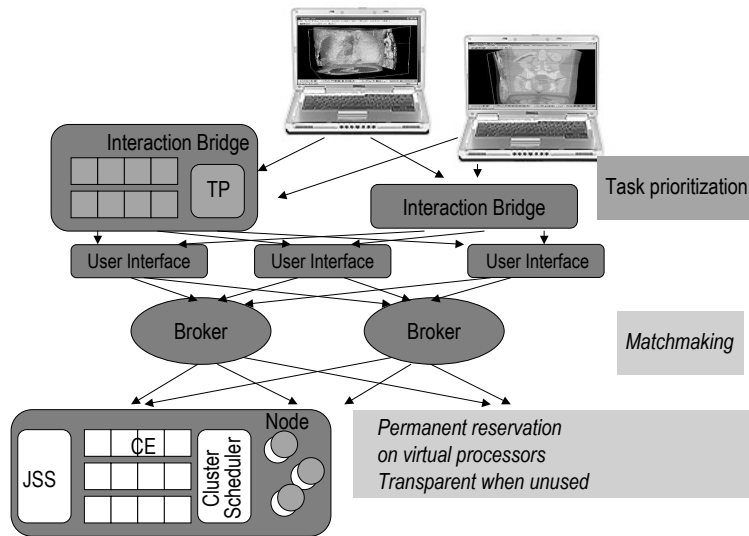 Interaction Bridge
TP
Task prioritization
Interaction Bridge
User Interface
User Interface
User Interface
Broker
Broker
Matchmaking
Node
CE
JSS
Cluster
Scheduler
Permanent reservation
on virtual processors
Transparent when unused